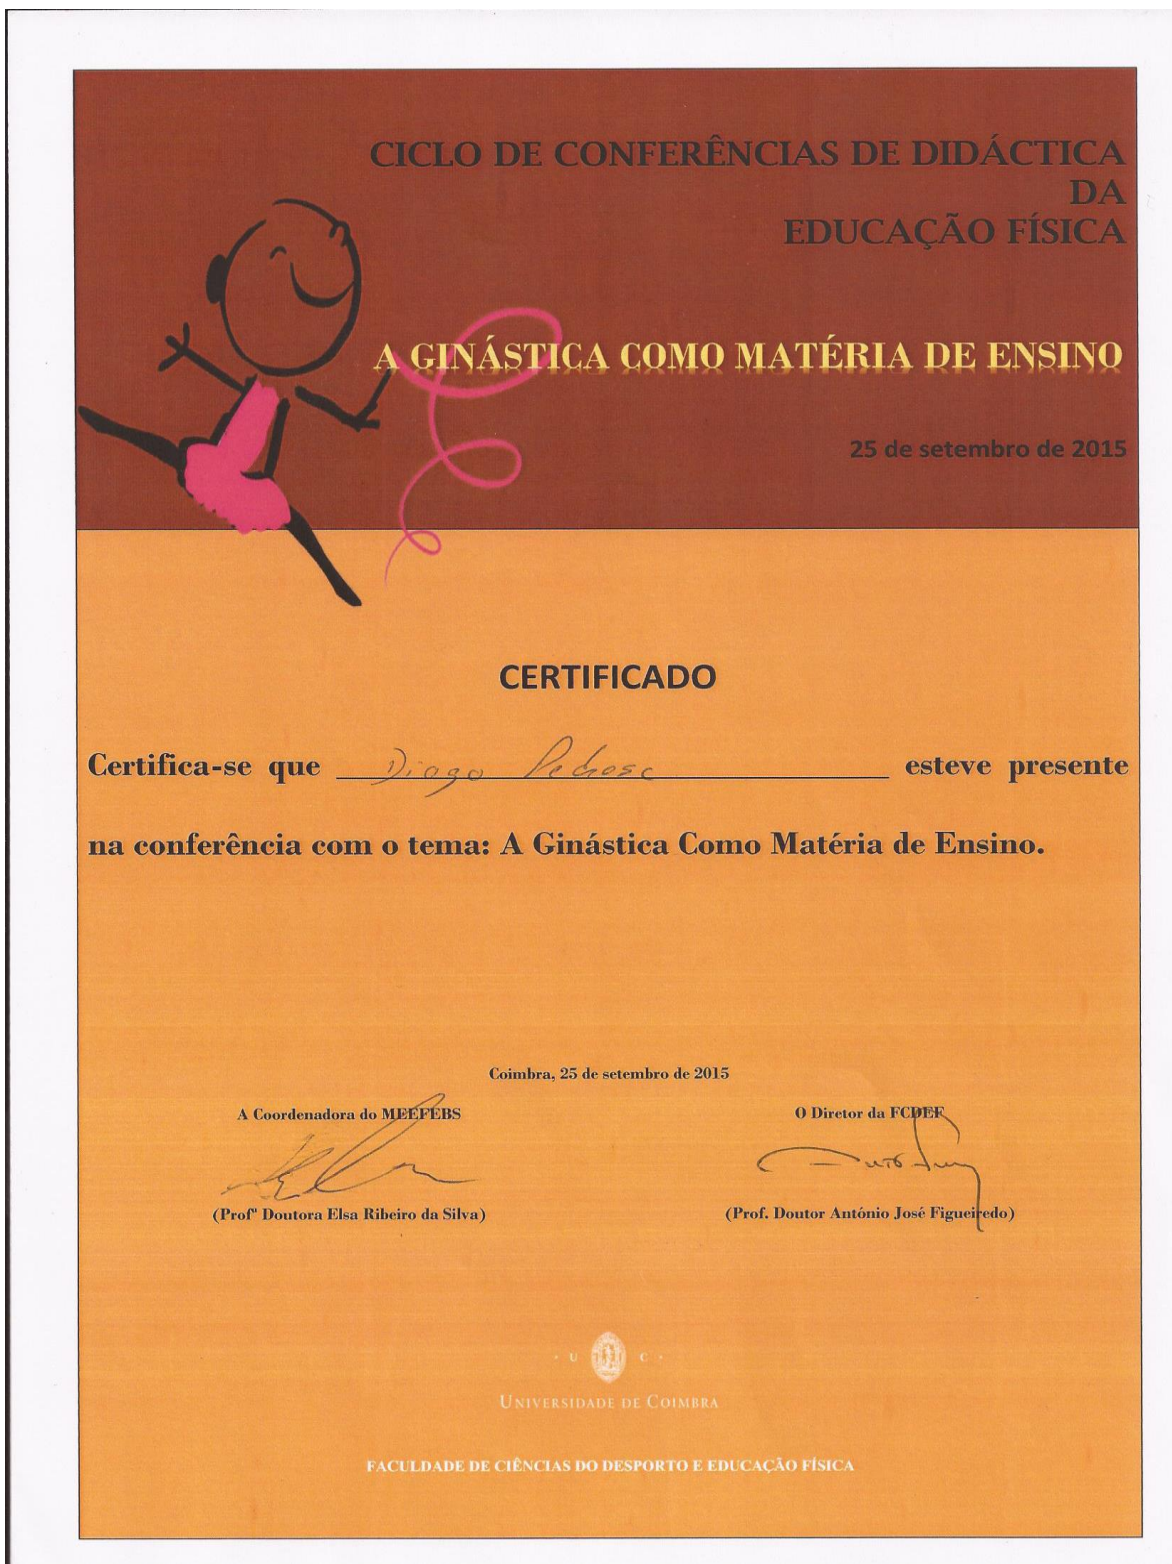 CICLO DE CONFERÊNCIAS DE DIDÁCTICA
DA
EDUCAÇÃO FÍSICA
A GINÁSTICA COMO MATÉRIA DE ENSINO
25 de setembro de 2015
CERTIFICADO
Certifica-se que Diogo Pedrosa esteve presente
na conferência com o tema: A Ginástica Como Matéria de Ensino.
Coimbra, 25 de setembro de 2015
A Coordenadora do MEEFEBS
O Diretor da FCDEF
(Profª Doutora Elsa Ribeiro da Silva)
(Prof. Doutor António José Figueiredo)
· U C ·
UNIVERSIDADE DE COIMBRA
FACULDADE DE CIÊNCIAS DO DESPORTO E EDUCAÇÃO FÍSICA